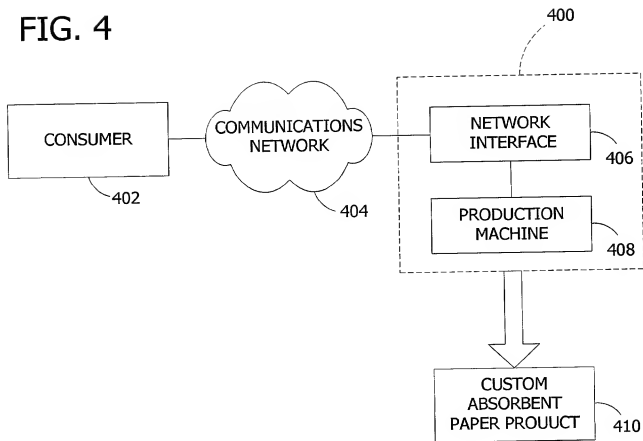 FIG. 4
400
CONSUMER
402
COMMUNICATIONS
NETWORK
404
NETWORK
INTERFACE
406
PRODUCTION
MACHINE
408
CUSTOM
ABSORBENT
PAPER PROUUCT
410